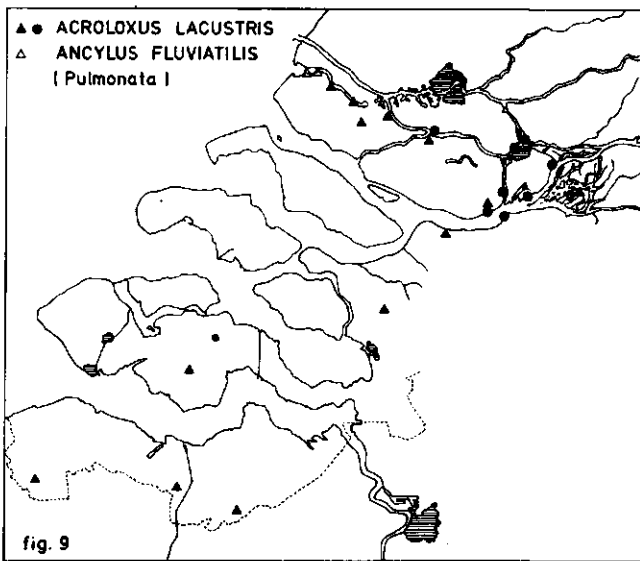 ▲ ● ACROLOXUS LACUSTRIS
△ ANCYLUS FLUVIATILIS
( Pulmonata )
fig. 9